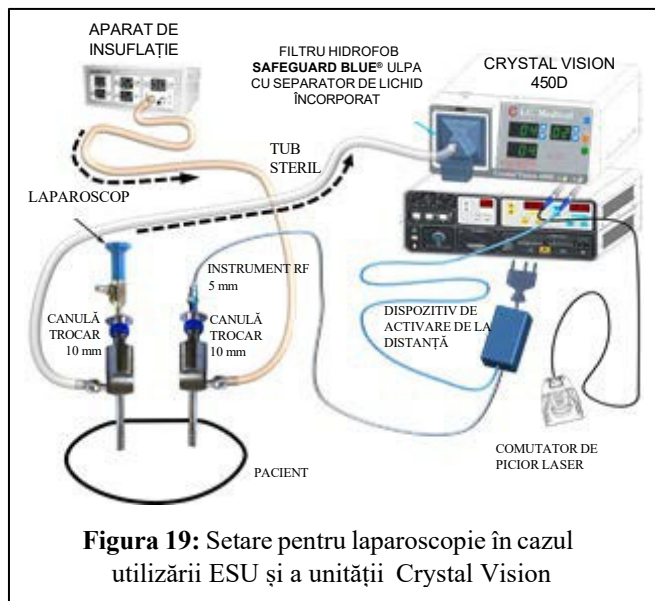 APARAT DE
INSUFLAȚIE
FILTRU HIDROFOB
SAFEGUARD BLUE® ULPA
CU SEPARATOR DE LICHID
ÎNCORPORAT
CRYSTAL VISION
450D
TUB
STERIL
LAPAROSCOP
INSTRUMENT RF
5 mm
CANULĂ
TROCAR
10 mm
CANULĂ
TROCAR
10 mm
DISPOZITIV DE
ACTIVARE DE LA
DISTANȚĂ
COMUTATOR DE
PICIOR LASER
PACIENT
Figura 19: Setare pentru laparoscopie în cazul
utilizării ESU și a unității Crystal Vision